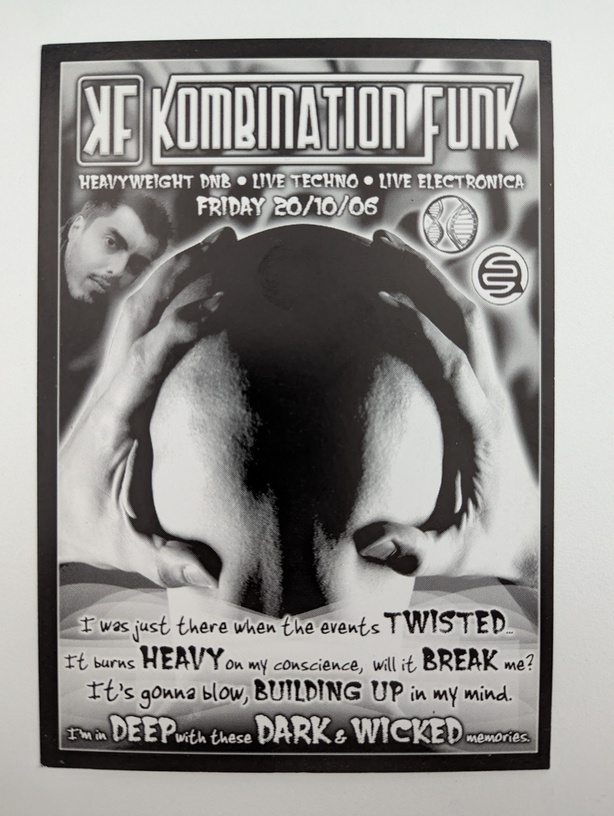 KF KOMBINATION FUNK
HEAVYWEIGHT DNB • LIVE TECHNO • LIVE ELECTRONICA
FRIDAY 20/10/06
I was just there when the events TWISTED...
It burns HEAVY on my conscience, will it BREAK me?
It's gonna blow, BUILDING UP in my mind.
I'm in DEEP with these DARK & WICKED memories.